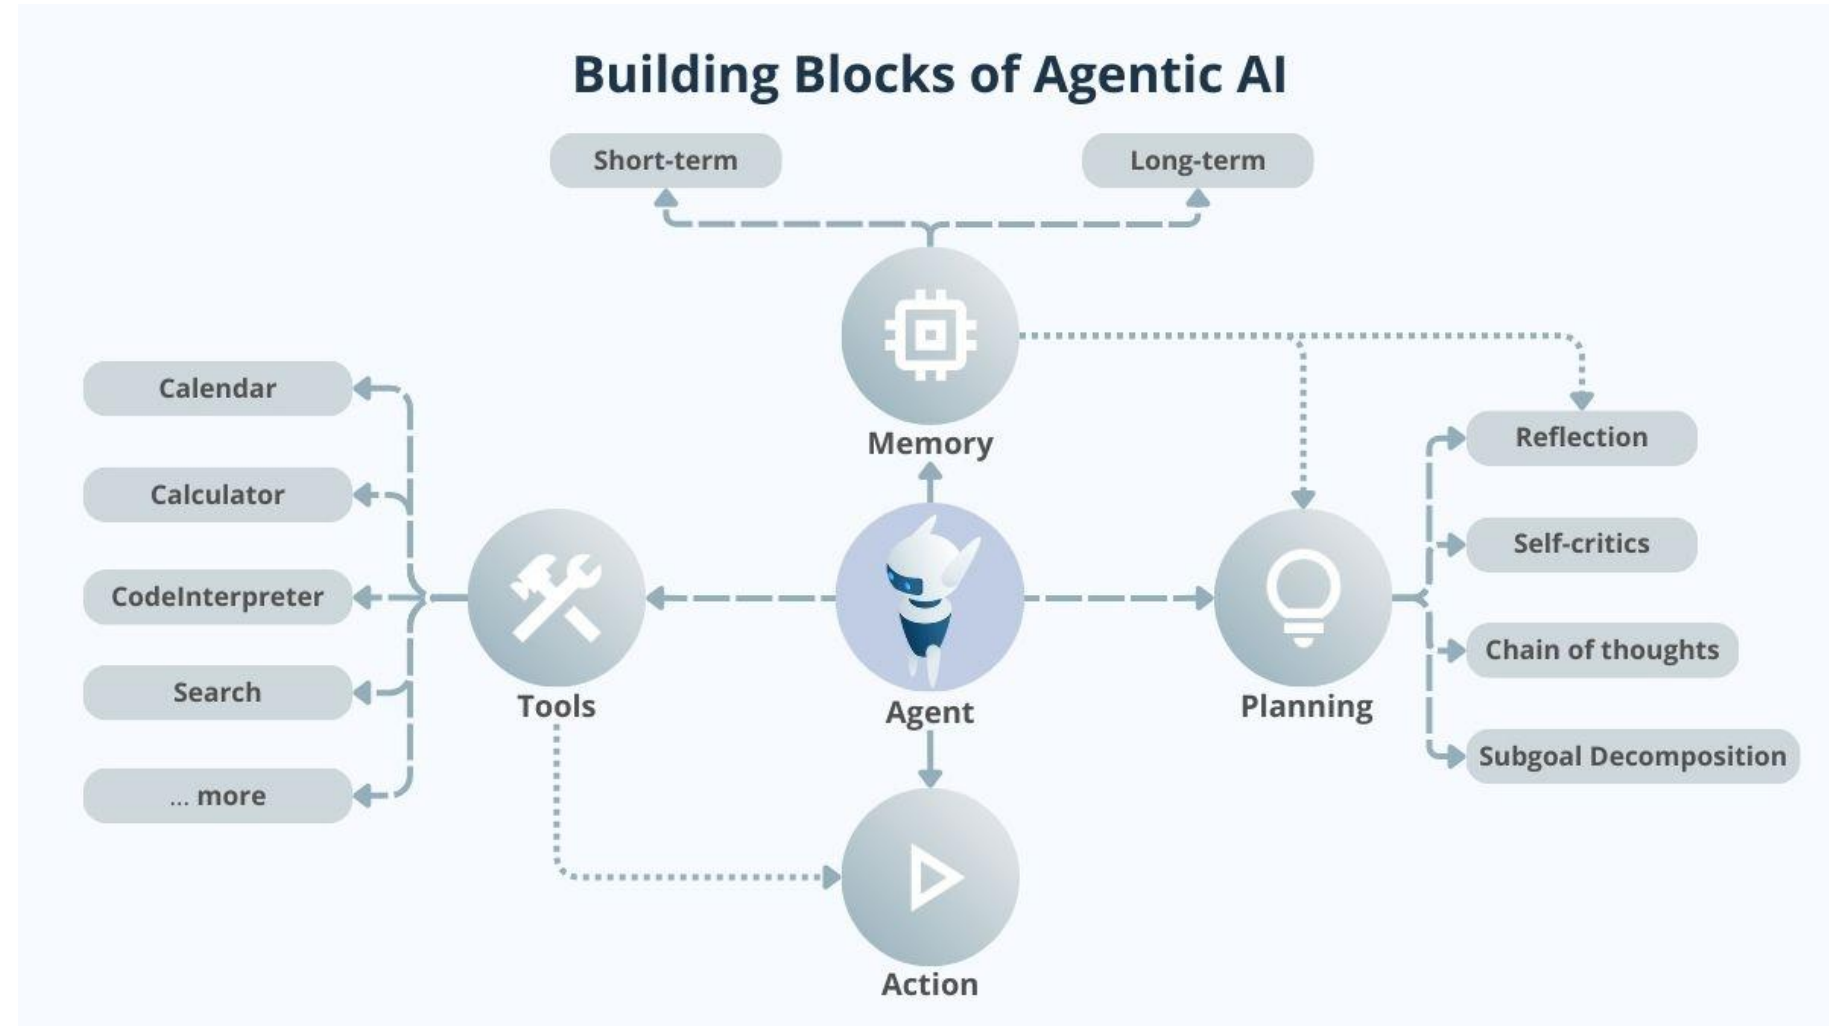 Building Blocks of Agentic AI
Short-term
Long-term
Memory
Calendar
Calculator
CodeInterpreter
Search
... more
Tools
Agent
Planning
Reflection
Self-critics
Chain of thoughts
Subgoal Decomposition
Action